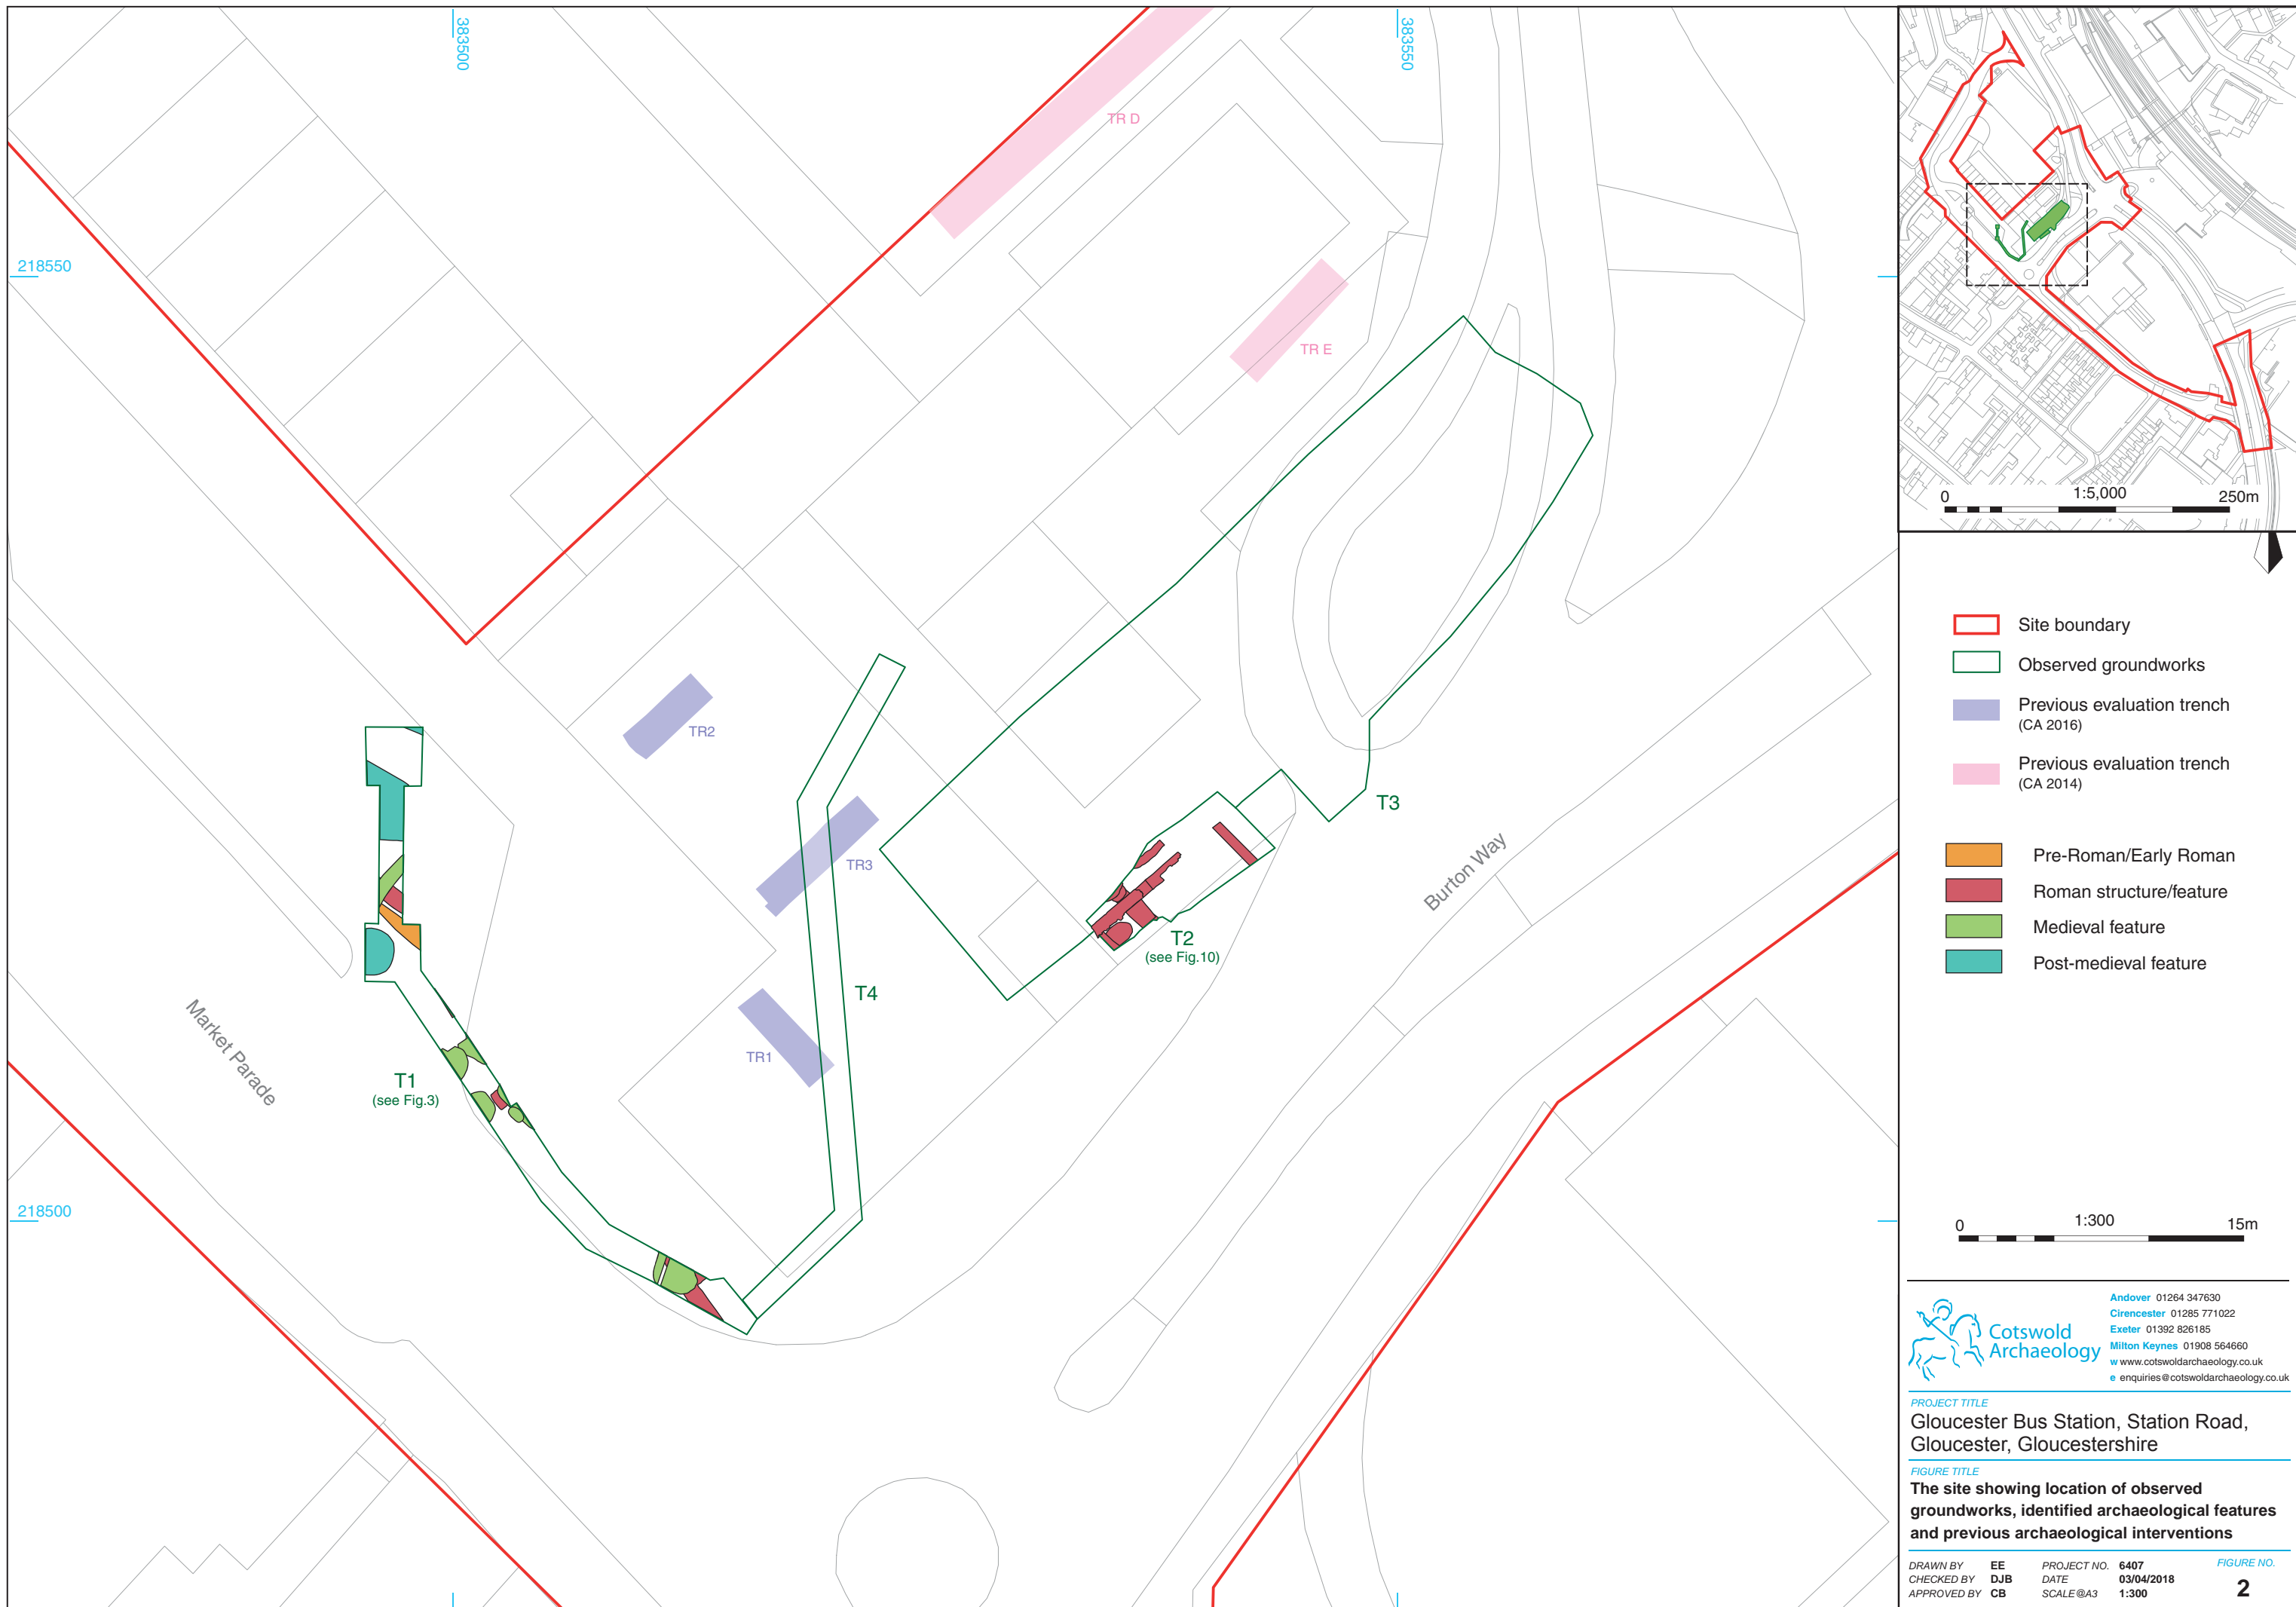 383500
383550
TR D
218550
TR E
TR2
TR3
T3
T2
(see Fig.10)
Burton Way
T4
TR1
Market Parade
T1
(see Fig.3)
218500
0 1:5,000 250m
Site boundary
Observed groundworks
Previous evaluation trench
(CA 2016)
Previous evaluation trench
(CA 2014)
Pre-Roman/Early Roman
Roman structure/feature
Medieval feature
Post-medieval feature
0 1:300 15m
Cotswold
Archaeology
Andover 01264 347630
Cirencester 01285 771022
Exeter 01392 826185
Milton Keynes 01908 564660
w www.cotswoldarchaeology.co.uk
e enquiries@cotswoldarchaeology.co.uk
PROJECT TITLE
Gloucester Bus Station, Station Road,
Gloucester, Gloucestershire
FIGURE TITLE
The site showing location of observed
groundworks, identified archaeological features
and previous archaeological interventions
DRAWN BY EE PROJECT NO. 6407 FIGURE NO.
CHECKED BY DJB DATE 03/04/2018
APPROVED BY CB SCALE@A3 1:300 2